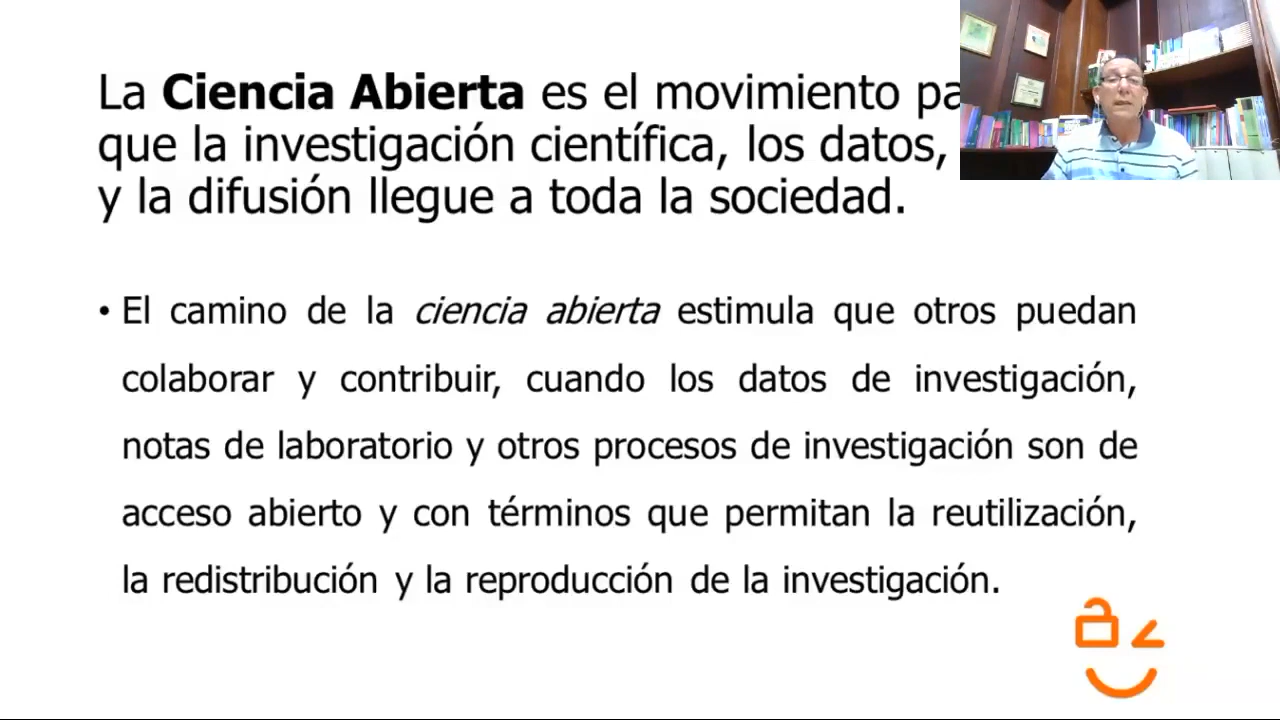 La Ciencia Abierta es el movimiento
que la investigación científica, los datos,
y la difusión llegue a toda la sociedad.
• El camino de la ciencia abierta estimula que otros puedan
colaborar y contribuir, cuando los datos de investigación,
notas de laboratorio y otros procesos de investigación son de
acceso abierto y con términos que permitan la reutilización,
la redistribución y la reproducción de la investigación.